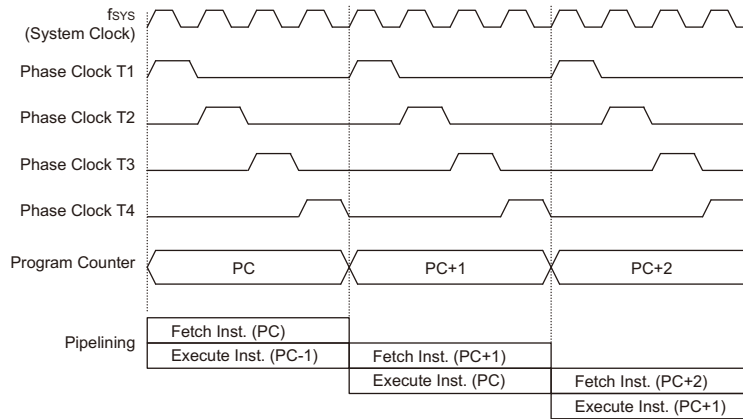 fSYS
(System Clock)
Phase Clock T1
Phase Clock T2
Phase Clock T3
Phase Clock T4
Program Counter
PC
PC+1
PC+2
Pipelining
Fetch Inst. (PC)
Execute Inst. (PC-1)
Fetch Inst. (PC+1)
Execute Inst. (PC)
Fetch Inst. (PC+2)
Execute Inst. (PC+1)